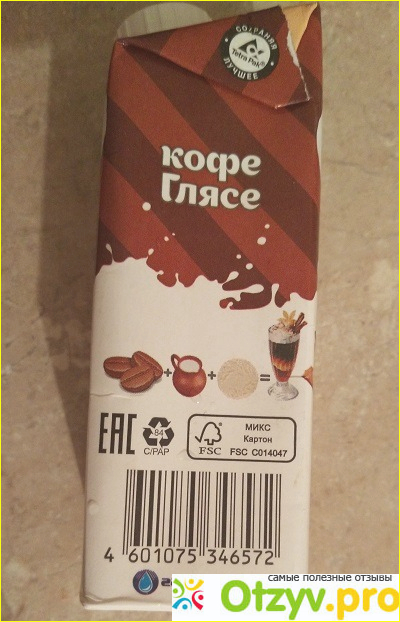 СОХРАНЯЯ
Tetra Pak®
ЛУЧШЕЕ
кофе
Глясе
+ + =
EAC
84
C/PAP
FSC
МИКС
Картон
FSC C014047
4 601075 346572
самые полезные отзывы
Otzyv.pro